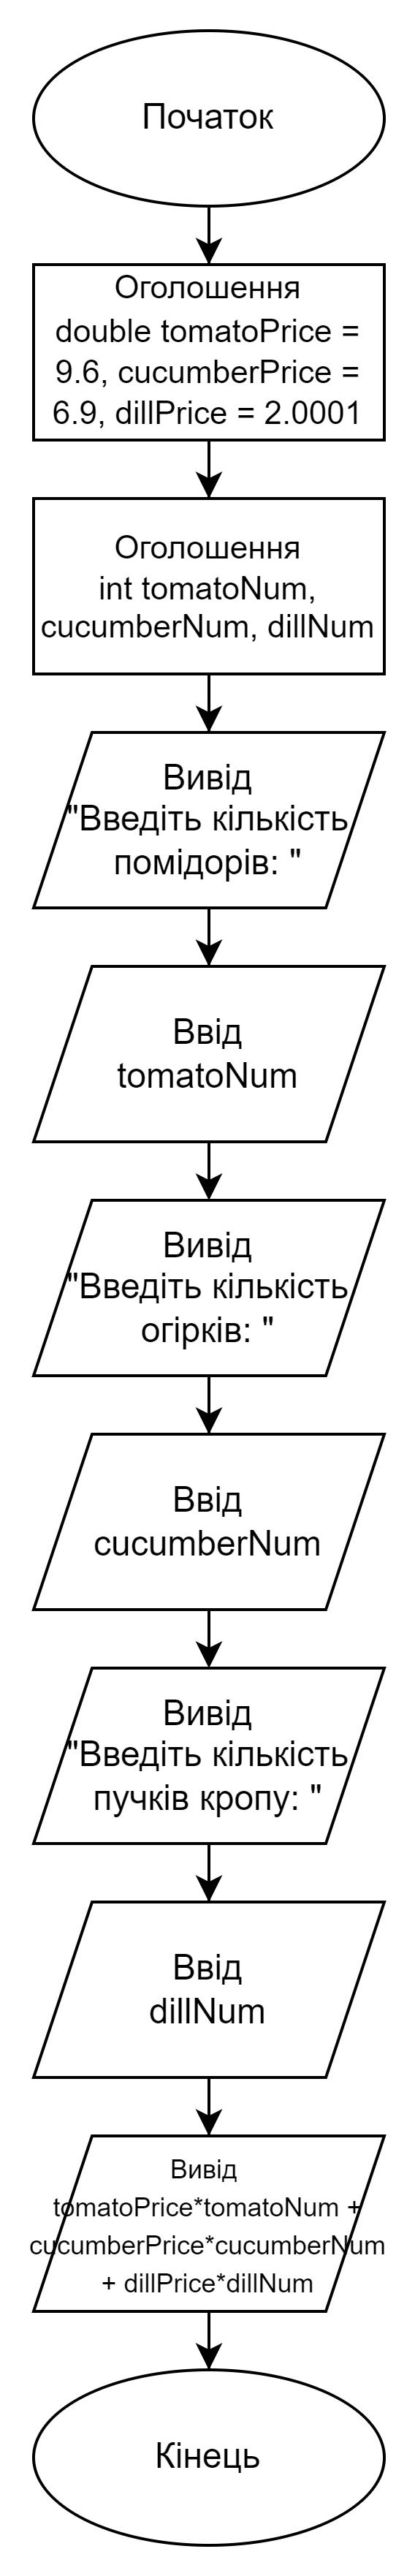 Початок
Оголошення
double tomatoPrice =
9.6, cucumberPrice =
6.9, dillPrice = 2.0001
Оголошення
int tomatoNum,
cucumberNum, dillNum
Вивід
"Введіть кількість
помідорів: "
Ввід
tomatoNum
Вивід
"Введіть кількість
огірків: "
Ввід
cucumberNum
Вивід
"Введіть кількість
пучків кропу: "
Ввід
dillNum
Вивід
tomatoPrice*tomatoNum +
cucumberPrice*cucumberNum
+ dillPrice*dillNum
Кінець